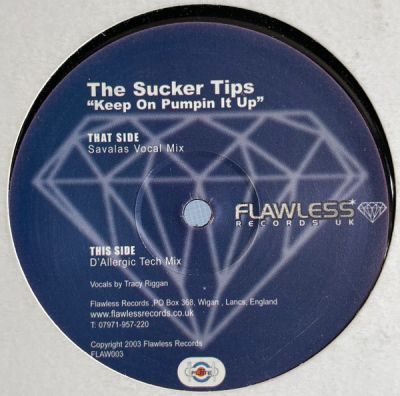 The Sucker Tips
"Keep On Pumpin It Up"
THAT SIDE
Savalas Vocal Mix
FLAWLESS
RECORDS UK
THIS SIDE
D'Allergic Tech Mix
Vocals by Tracy Riggan
Flawless Records ,PO Box 368, Wigan , Lancs, England
www.flawlessrecords.co.uk
T: 07971-957-220
Copyright 2003 Flawless Records
FLAW003